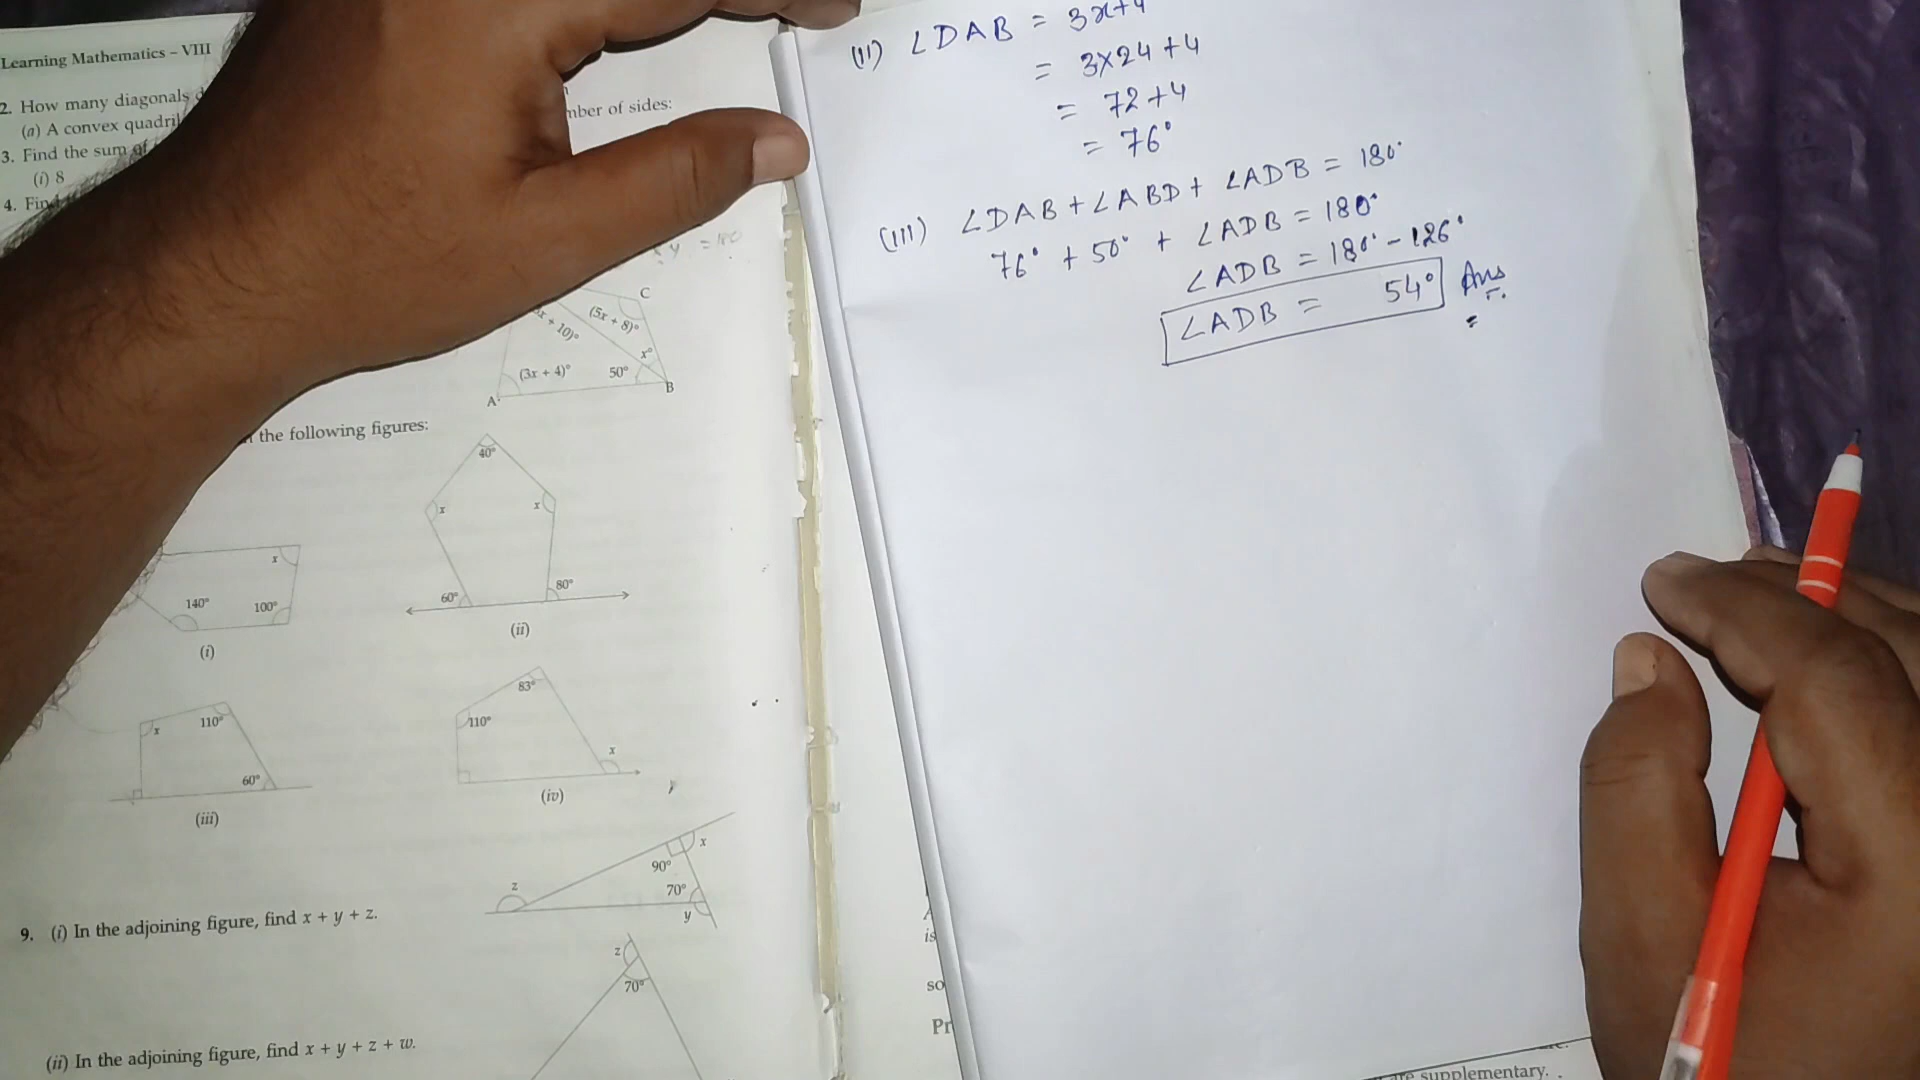 Learning Mathematics – VIII
2. How many diagonals
(a) A convex
3. Find the sum of
(i) 8
4.
of sides:
y = 180
C
+ 10)°
(5x + 8)°
x°
(3x + 4)°
50°
A
B
the following figures:
40°
x
x
x
140°
100°
60°
80°
(i)
(ii)
x
110°
60°
83°
110°
x
(iii)
(iv)
x
90°
z
70°
y
9. (i) In the adjoining figure, find x + y + z.
z
70°
(ii) In the adjoining figure, find x + y + z + w.
(ii) ∠DAB = 3x+4
= 3×24+4
= 72+4
= 76°
(iii) ∠DAB + ∠ABD + ∠ADB = 180°
76° + 50° + ∠ADB = 180°
∠ADB = 180° - 126°
∠ADB = 54° Ans
is
so
supplementary.